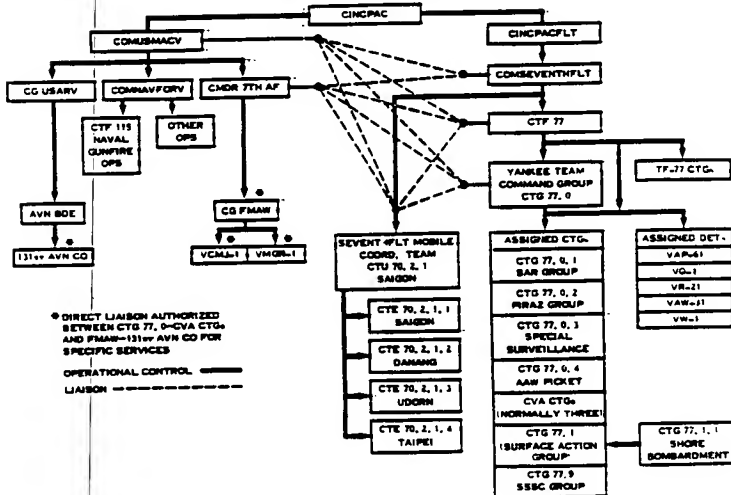 CINCPAC
COMUSMACV
CINCPACFLT
CG USARV
COMNAVFORV
CMDR 7TH AF
COMSEVENTHFLT
CTF 115
NAVAL
GUNFIRE
OPS
OTHER
OPS
CTF 77
YANKEE TEAM
COMMAND GROUP
CTG 77.0
TF-77 CTGs
AVN BDE
CG FMAW
131ST AVN CO
VCMJ-1
VMGR-1
SEVENTHFLT MOBILE
COORD, TEAM
CTU 70.2.1
SAIGON
CTE 70.2.1.1
SAIGON
CTE 70.2.1.2
DANANG
CTE 70.2.1.3
UDORN
CTE 70.2.1.4
TAIPEI
ASSIGNED CTGs
CTG 77.0.1
SAR GROUP
CTG 77.0.2
PIRAZ GROUP
CTG 77.0.3
SPECIAL
SURVEILLANCE
CTG 77.0.4
AAW PICKET
CVA CTGs
(NORMALLY THREE)
CTG 77.1
(SURFACE ACTION
GROUP)
CTG 77.9
SSSC GROUP
CTG 77.1.1
SHORE
BOMBARDMENT
ASSIGNED DETs
VAP-61
VQ-1
VR-21
VAW-11
VW-1
* DIRECT LIAISON AUTHORIZED
BETWEEN CTG 77.0-CVA CTGs
AND FMAW-131ST AVN CO FOR
SPECIFIC SERVICES
OPERATIONAL CONTROL
LIAISON